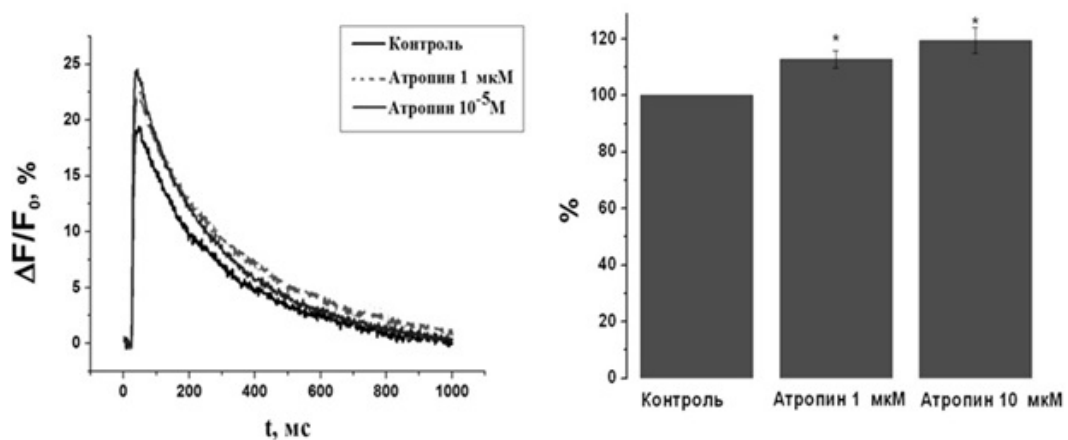 Контроль
Атропин 1 мкМ
Атропин 10⁻⁵М
ΔF/F₀, %
25
20
15
10
5
0
0 200 400 600 800 1000
t, мс
%
120
100
80
60
40
20
0
*
*
Контроль Атропин 1 мкМ Атропин 10 мкМ